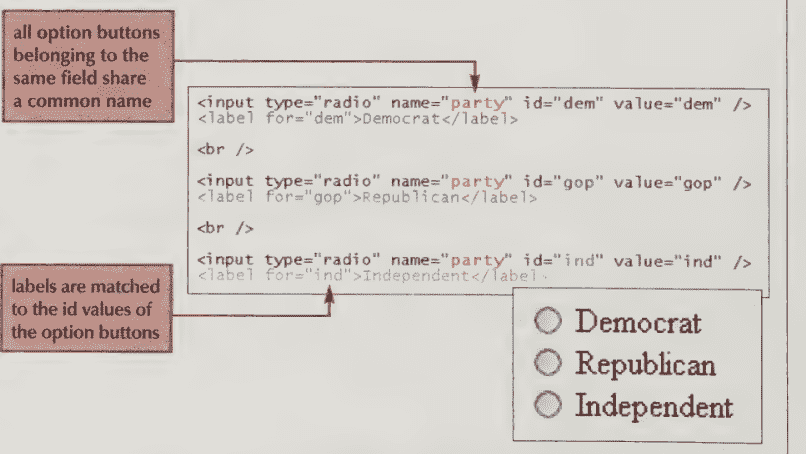 all option buttons
belonging to the
same field share
a common name
<input type="radio" name="party" id="dem" value="dem" />
<label for="dem">Democrat</label>
<br />
<input type="radio" name="party" id="gop" value="gop" />
<label for="gop">Republican</label>
<br />
<input type="radio" name="party" id="ind" value="ind" />
<label for="ind">Independent</label
labels are matched
to the id values of
the option buttons
Democrat
Republican
Independent